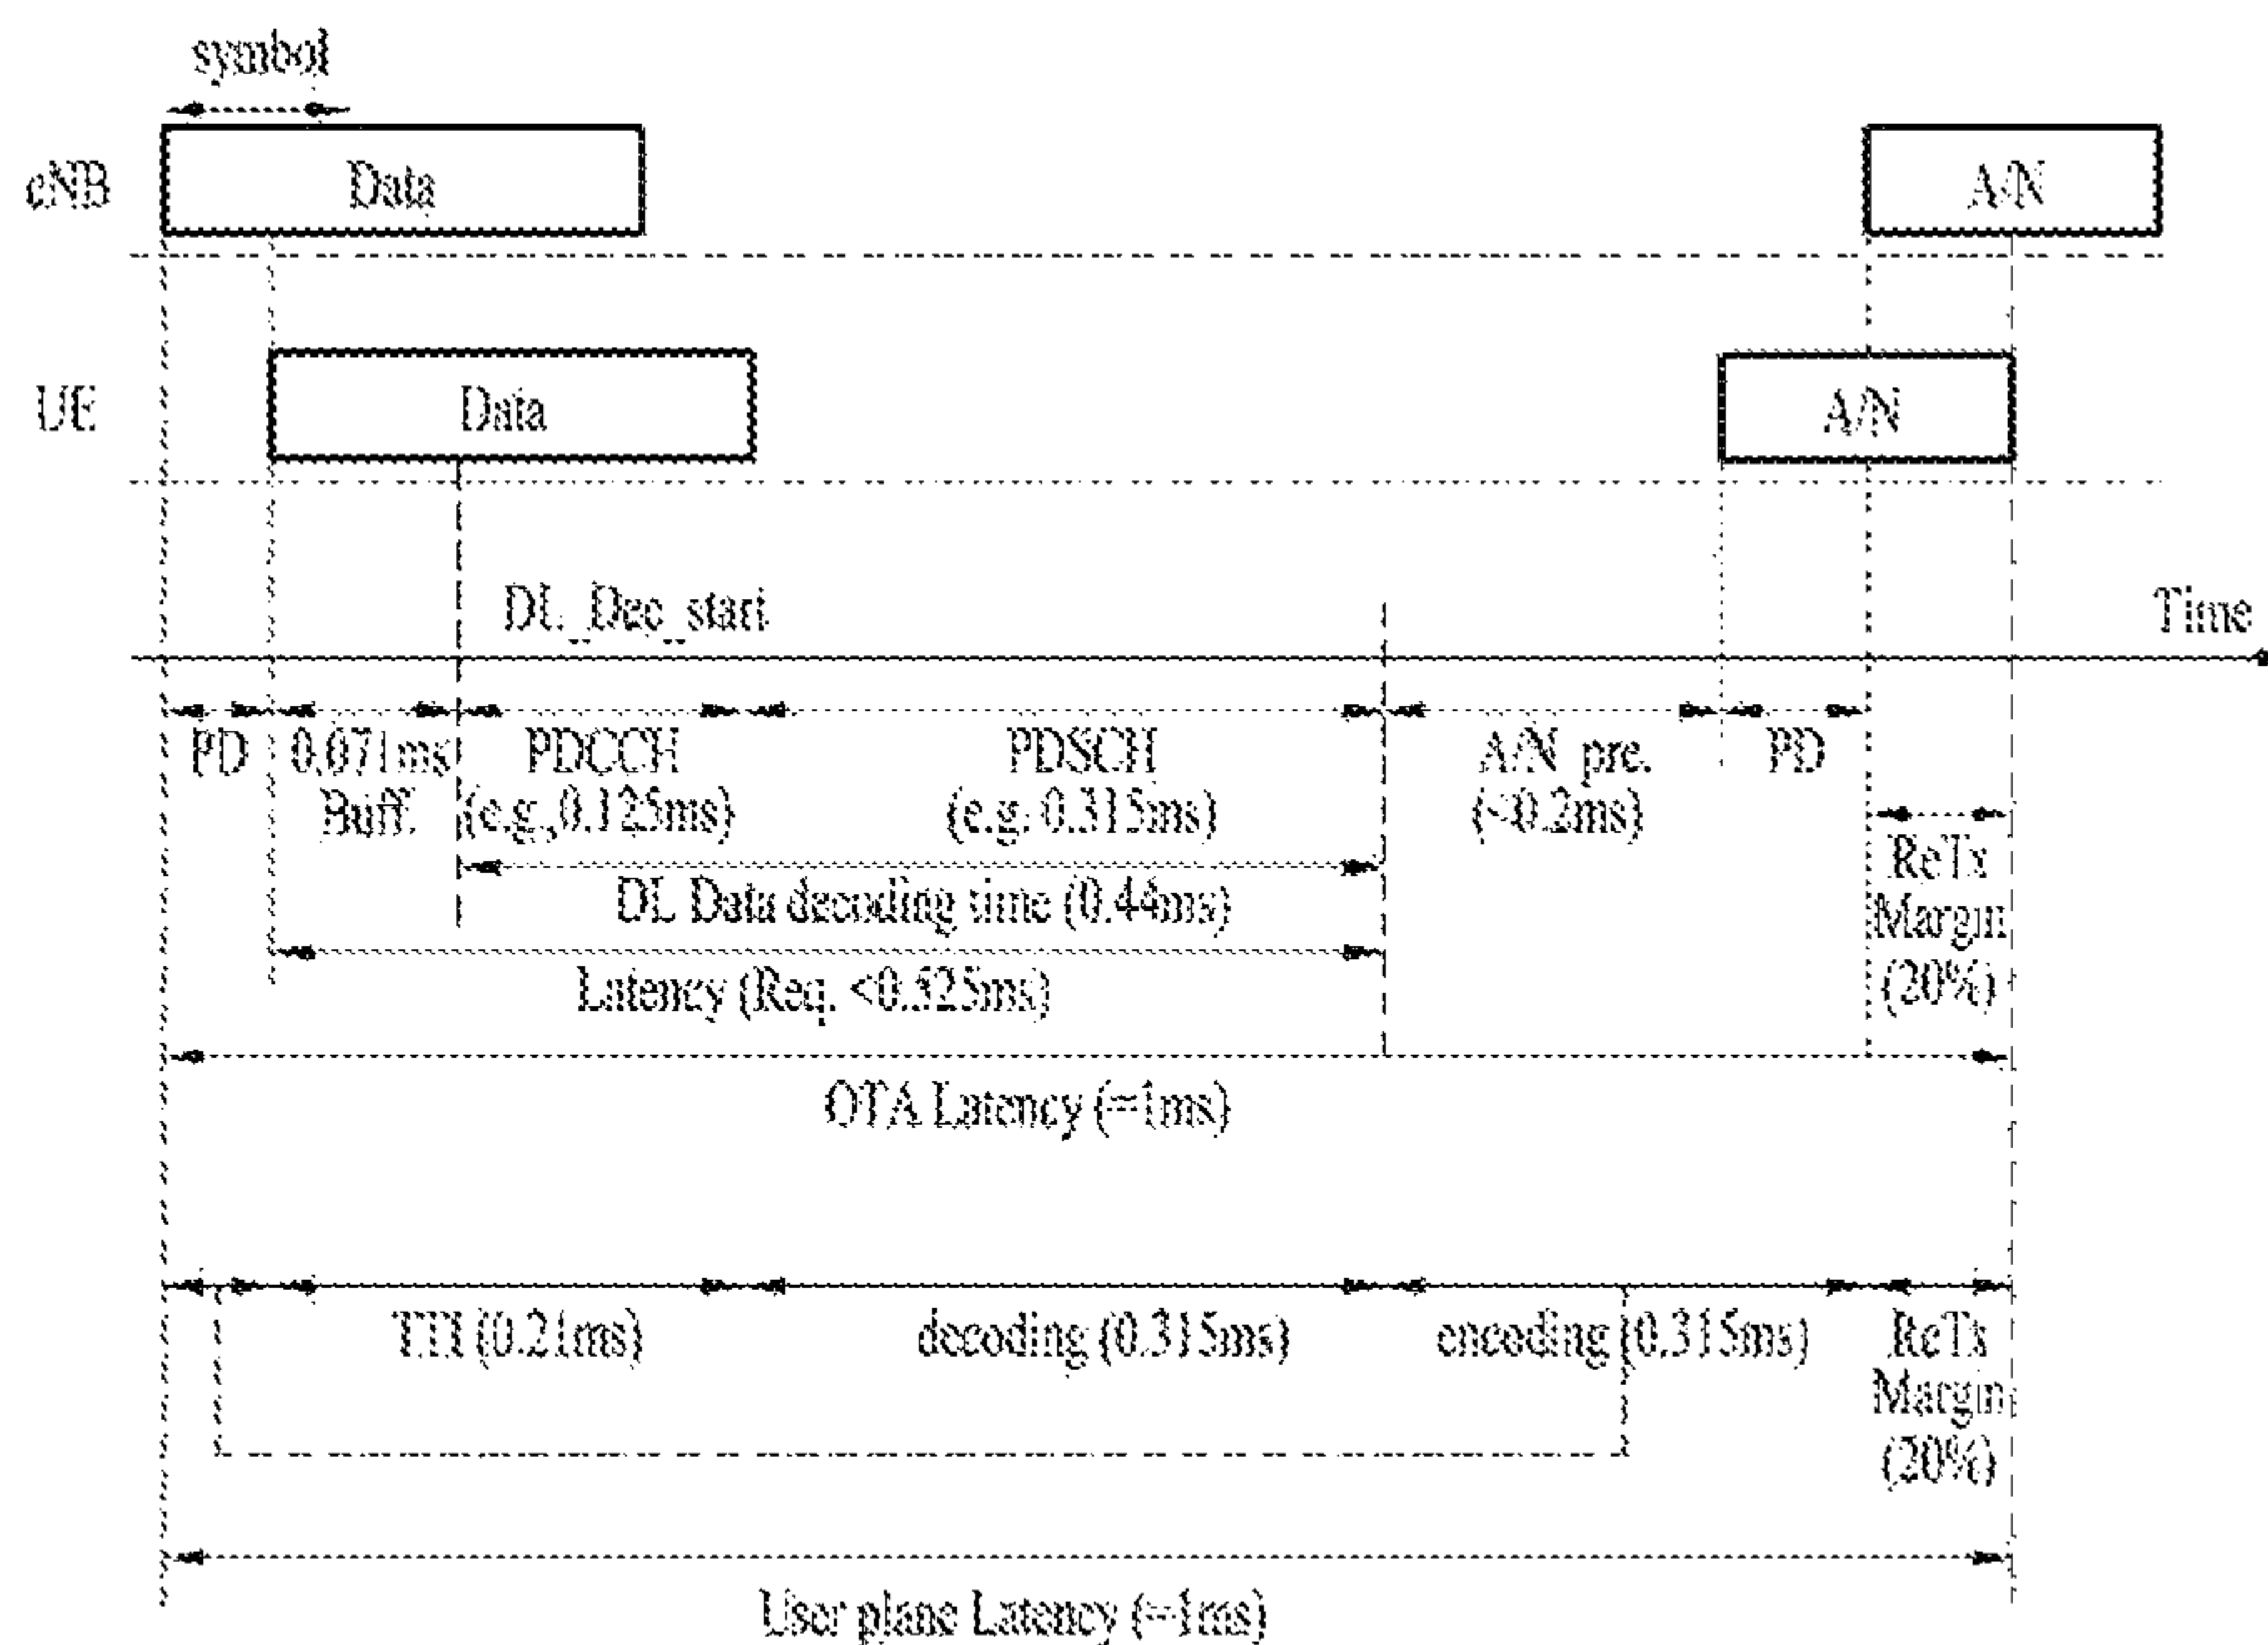 symbol
eNB
Data
A/N
UE
Data
A/N
DL_Dec_start
Time
PD
0.071ms
Buff.
PDCCH
(e.g., 0.125ms)
PDSCH
(e.g. 0.315ms)
A/N pre.
(<0.2ms)
PD
ReTx
Margin
(20%)
DL Data decoding time (0.44ms)
Latency (Req. <0.525ms)
OTA Latency (=1ms)
TTI (0.21ms)
decoding (0.315ms)
encoding (0.315ms)
ReTx
Margin
(20%)
User plane Latency (=1ms)